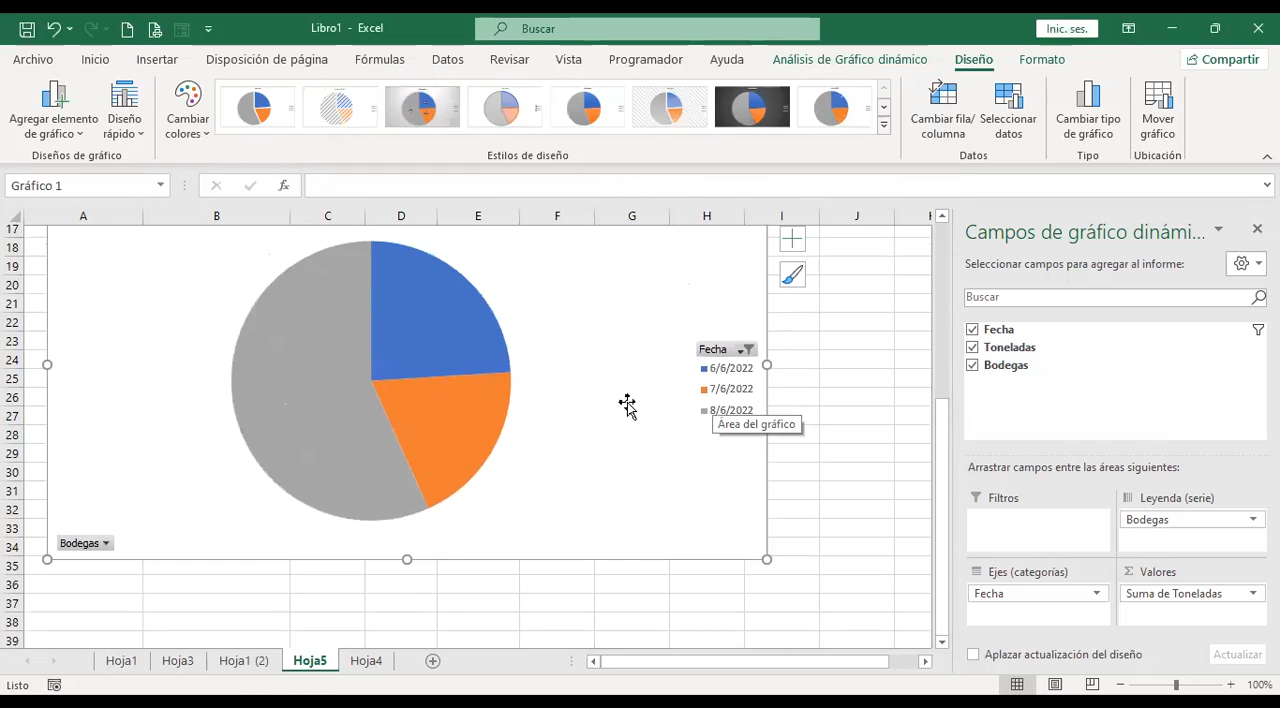 Libro1 - Excel
Buscar
Inic. ses.
Archivo Inicio Insertar Disposición de página Fórmulas Datos Revisar Vista Programador Ayuda Análisis de Gráfico dinámico Diseño Formato Compartir
Agregar elemento de gráfico
Diseño rápido
Cambiar colores
Cambiar fila/ columna
Seleccionar datos
Cambiar tipo de gráfico
Mover gráfico
Diseños de gráfico
Estilos de diseño
Datos
Tipo
Ubicación
Gráfico 1
fx
A B C D E F G H I J
17
18
19
20
21
22
23
24
25
26
27
28
29
30
31
32
33
34
35
36
37
38
39
Fecha
6/6/2022
7/6/2022
8/6/2022
Área del gráfico
Bodegas
Campos de gráfico dinámi...
Seleccionar campos para agregar al informe:
Buscar
Fecha
Toneladas
Bodegas
Arrastrar campos entre las áreas siguientes:
Filtros
Leyenda (serie)
Bodegas
Ejes (categorías)
Σ Valores
Fecha
Suma de Toneladas
Aplazar actualización del diseño
Actualizar
Hoja1 Hoja3 Hoja1 (2) Hoja5 Hoja4
Listo
100%